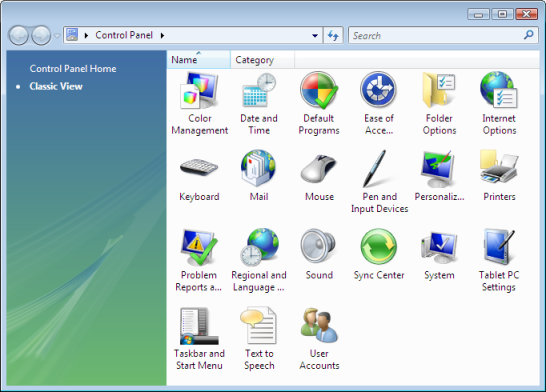 Control Panel
Search
Control Panel Home
Classic View
Name Category
Color Management
Date and Time
Default Programs
Ease of Acce...
Folder Options
Internet Options
Keyboard
Mail
Mouse
Pen and Input Devices
Personaliz...
Printers
Problem Reports a...
Regional and Language ...
Sound
Sync Center
System
Tablet PC Settings
Taskbar and Start Menu
Text to Speech
User Accounts